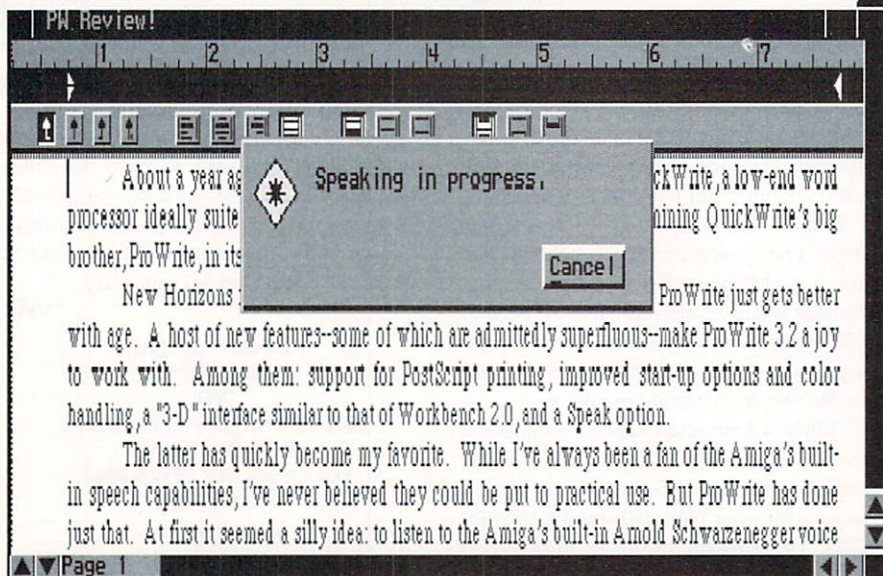 PW Review!
1 2 3 4 5 6 7
Speaking in progress.
Cancel
About a year ag ckWrite, a low-end word
processor ideally suite mining QuickWrite's big
brother, ProWrite, in its
New Horizons ProWrite just gets better
with age. A host of new features--some of which are admittedly superfluous--make ProWrite 3.2 a joy
to work with. Among them: support for PostScript printing, improved start-up options and color
handling, a "3-D" interface similar to that of Workbench 2.0, and a Speak option.
The latter has quickly become my favorite. While I've always been a fan of the Amiga's built-
in speech capabilities, I've never believed they could be put to practical use. But ProWrite has done
just that. At first it seemed a silly idea: to listen to the Amiga's built-in Arnold Schwarzenegger voice
Page 1